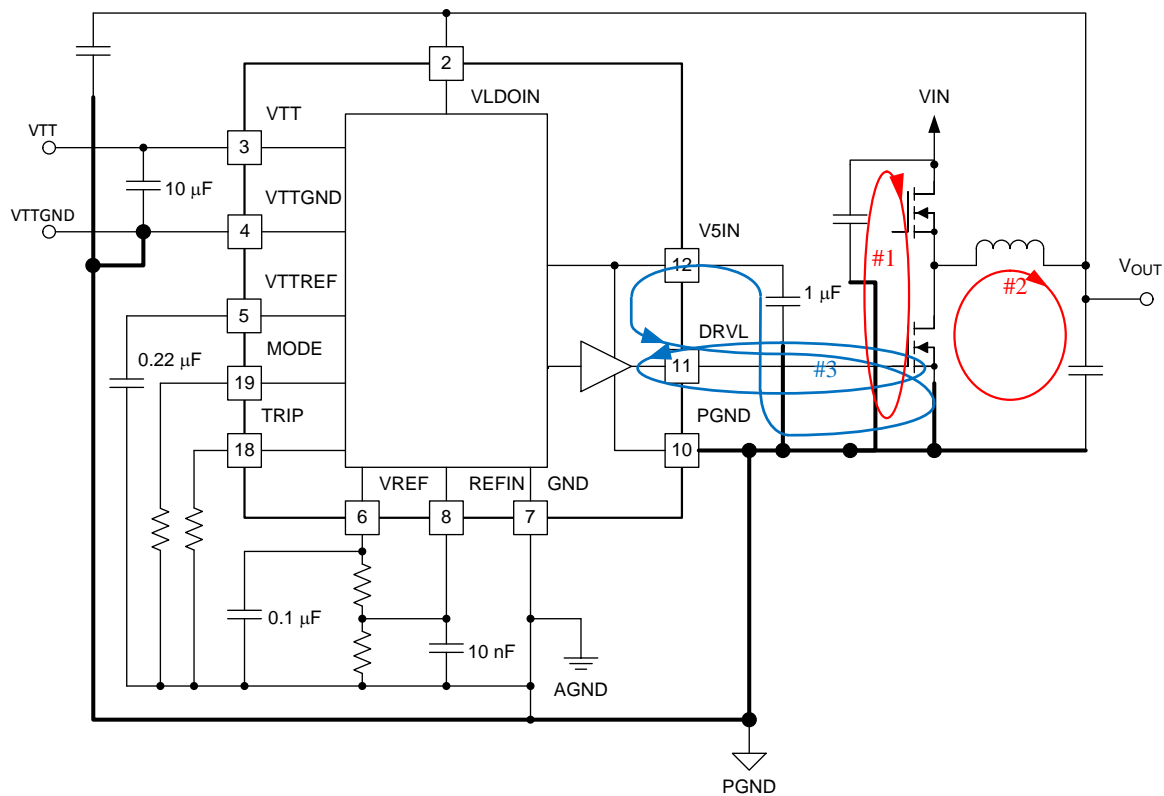 2
VLDOIN
VIN
VTT
VTT
3
10 μF
VTTGND
VTTGND
4
V5IN
12
#1
#2
VOUT
VTTREF
5
1 μF
DRVL
0.22 μF
MODE
11
#3
19
TRIP
PGND
18
10
VREF
REFIN
GND
6
8
7
0.1 μF
10 nF
AGND
PGND